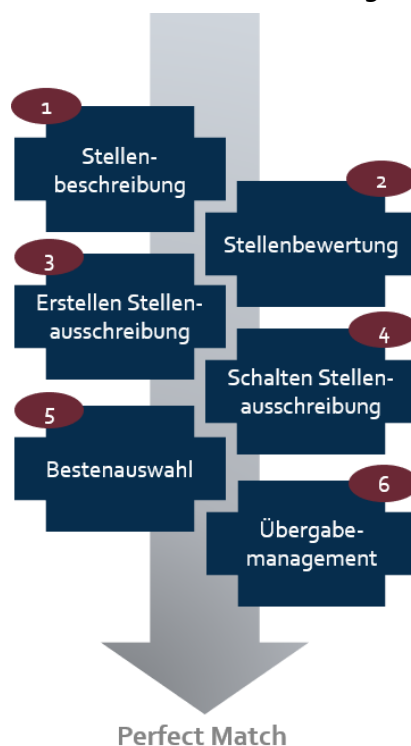 1
Stellen-
beschreibung
2
Stellenbewertung
3
Erstellen Stellen-
ausschreibung
4
Schalten Stellen-
ausschreibung
5
Bestenauswahl
6
Übergabe-
management
Perfect Match